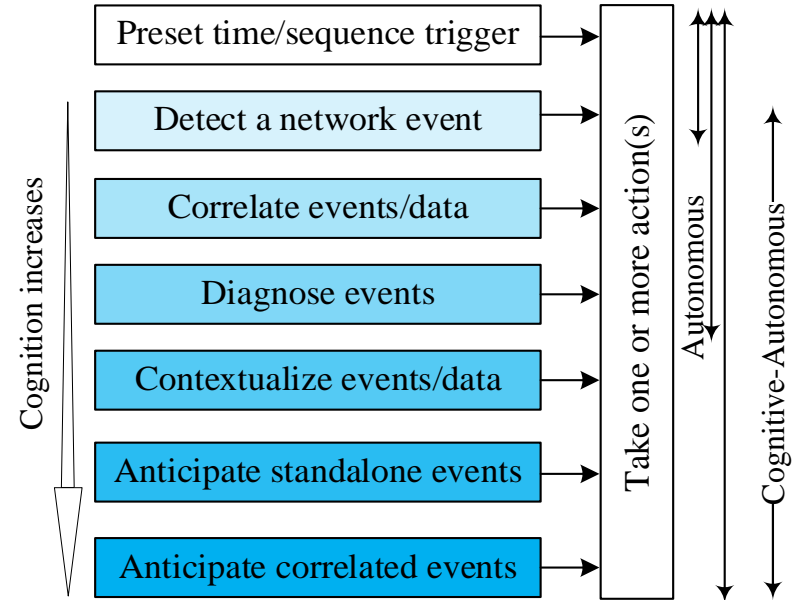 Preset time/sequence trigger
Detect a network event
Correlate events/data
Diagnose events
Contextualize events/data
Anticipate standalone events
Anticipate correlated events
Cognition increases
Take one or more action(s)
Autonomous
Cognitive-Autonomous